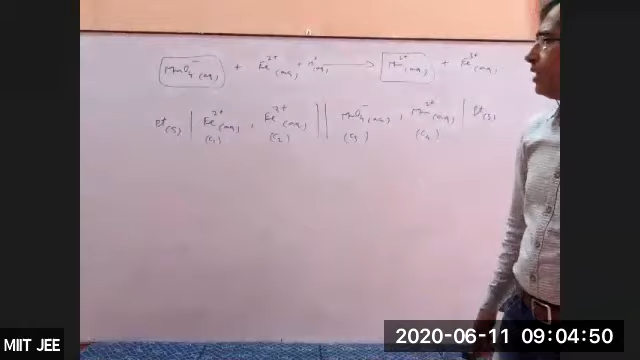 MnO4⁻(aq) + Fe²⁺(aq) + H⁺(aq) ⟶ Mn²⁺(aq) + Fe³⁺(aq)
Pt(s) | Fe²⁺(aq) , Fe³⁺(aq) || MnO4⁻(aq) , Mn²⁺(aq) | Pt(s)
(C1) (C2) (C3) (C4)
MIIT JEE
2020-06-11 09:04:50